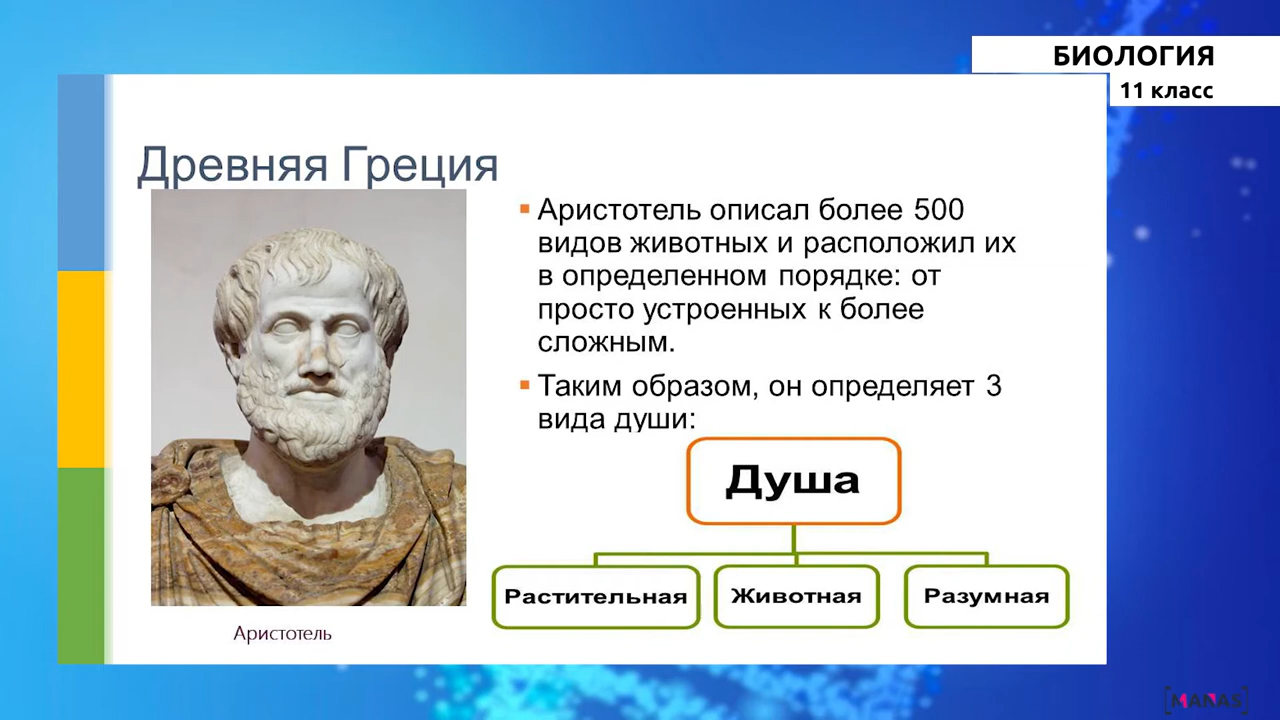 БИОЛОГИЯ
11 класс
Древняя Греция
▪ Аристотель описал более 500
видов животных и расположил их
в определенном порядке: от
просто устроенных к более
сложным.
▪ Таким образом, он определяет 3
вида души:
Душа
Растительная
Животная
Разумная
Аристотель
[MANAS]